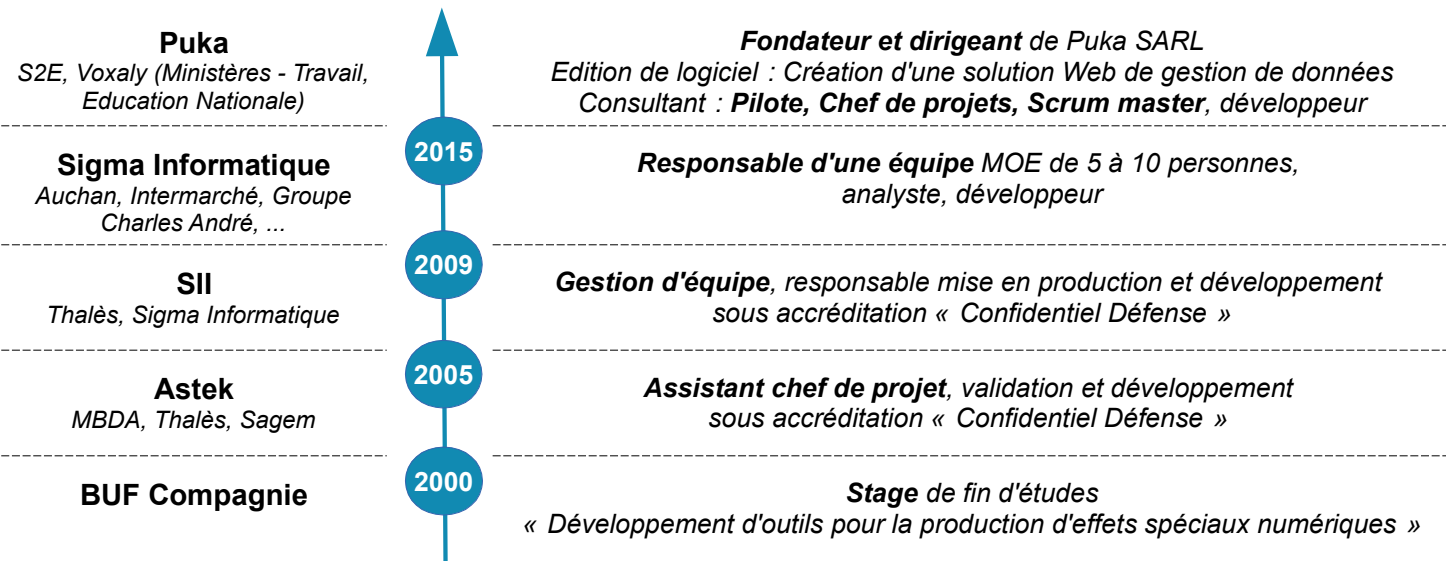 Puka
S2E, Voxaly (Ministères - Travail,
Education Nationale)
Fondateur et dirigeant de Puka SARL
Edition de logiciel : Création d'une solution Web de gestion de données
Consultant : Pilote, Chef de projets, Scrum master, développeur
2015
Sigma Informatique
Auchan, Intermarché, Groupe
Charles André, ...
Responsable d'une équipe MOE de 5 à 10 personnes,
analyste, développeur
2009
SII
Thalès, Sigma Informatique
Gestion d'équipe, responsable mise en production et développement
sous accréditation « Confidentiel Défense »
2005
Astek
MBDA, Thalès, Sagem
Assistant chef de projet, validation et développement
sous accréditation « Confidentiel Défense »
2000
BUF Compagnie
Stage de fin d'études
« Développement d'outils pour la production d'effets spéciaux numériques »